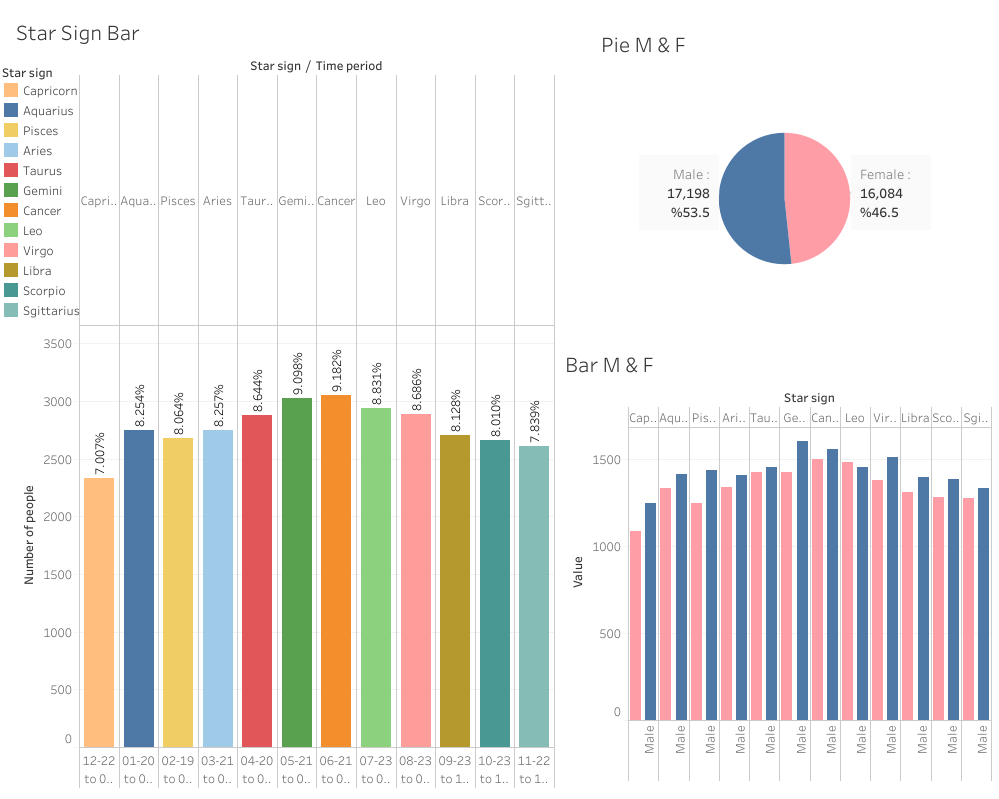 Star Sign Bar
Star sign
Capricorn
Aquarius
Pisces
Aries
Taurus
Gemini
Cancer
Leo
Virgo
Libra
Scorpio
Sgittarius
Star sign / Time period
Capri.. Aqua.. Pisces Aries Taur.. Gemi.. Cancer Leo Virgo Libra Scor.. Sgitt..
Number of people
3500
3000
2500
2000
1500
1000
500
0
7.007% 8.254% 8.064% 8.257% 8.644% 9.098% 9.182% 8.831% 8.686% 8.128% 8.010% 7.839%
12-22 01-20 02-19 03-21 04-20 05-21 06-21 07-23 08-23 09-23 10-23 11-22
to 0.. to 0.. to 0.. to 0.. to 0.. to 0.. to 0.. to 0.. to 0.. to 1.. to 1.. to 1..
Pie M & F
Male :
17,198
%53.5
Female :
16,084
%46.5
Bar M & F
Star sign
Cap.. Aqu.. Pis.. Ari.. Tau.. Ge.. Can.. Leo Vir.. Libra Sco.. Sgi..
Value
1500
1000
500
0
Male Male Male Male Male Male Male Male Male Male Male Male